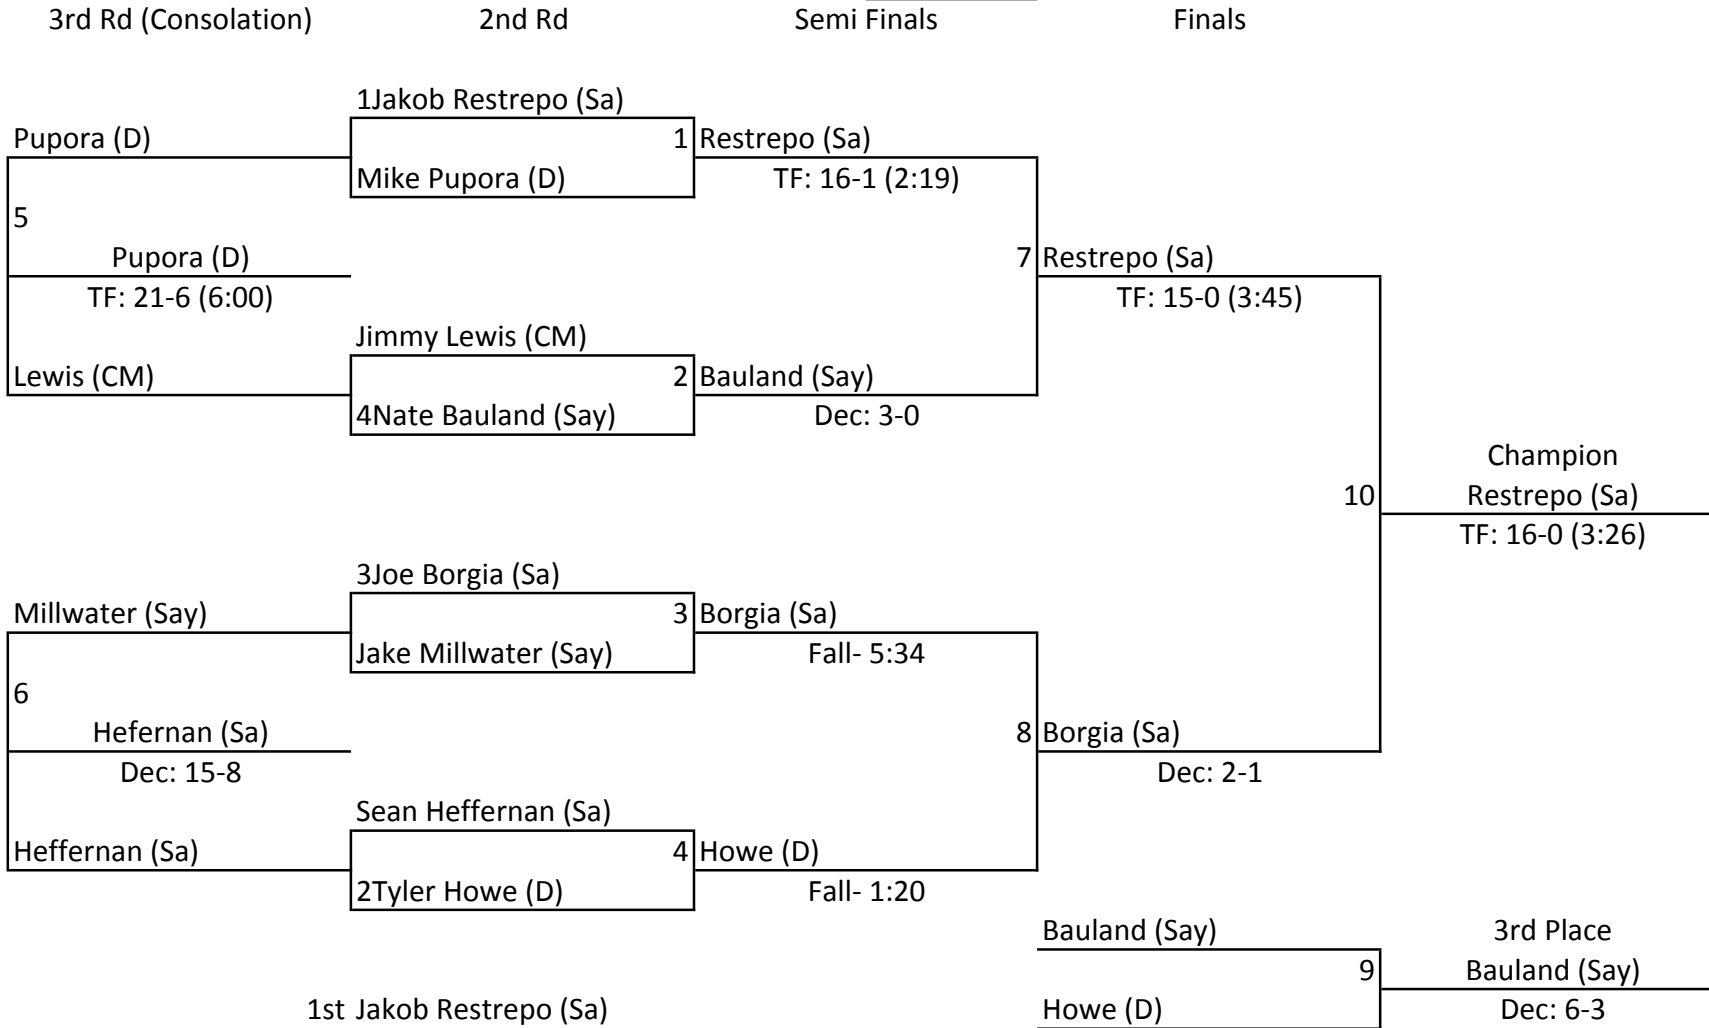 3rd Rd (Consolation) 2nd Rd Semi Finals Finals
1Jakob Restrepo (Sa)
Pupora (D) 1 Restrepo (Sa)
Mike Pupora (D) TF: 16-1 (2:19)
5
Pupora (D) 7 Restrepo (Sa)
TF: 21-6 (6:00) TF: 15-0 (3:45)
Jimmy Lewis (CM)
Lewis (CM) 2 Bauland (Say)
4Nate Bauland (Say) Dec: 3-0
Champion
10 Restrepo (Sa)
TF: 16-0 (3:26)
3Joe Borgia (Sa)
Millwater (Say) 3 Borgia (Sa)
Jake Millwater (Say) Fall- 5:34
6
Hefernan (Sa) 8 Borgia (Sa)
Dec: 15-8 Dec: 2-1
Sean Heffernan (Sa)
Heffernan (Sa) 4 Howe (D)
2Tyler Howe (D) Fall- 1:20
Bauland (Say) 3rd Place
9 Bauland (Say)
1st Jakob Restrepo (Sa) Howe (D) Dec: 6-3